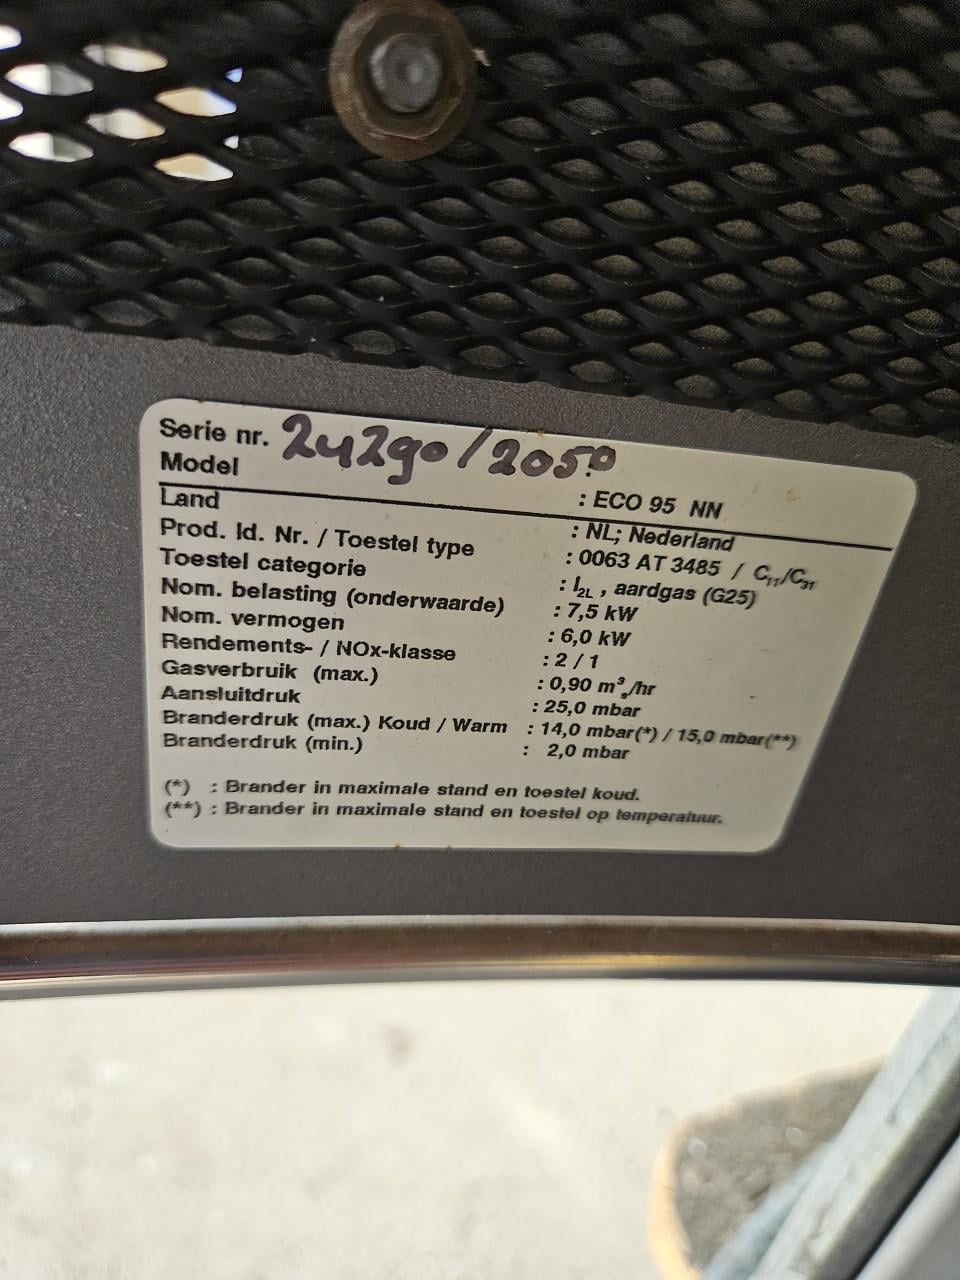 Serie nr. 24290/2050
Model : ECO 95 NN
Land : NL; Nederland
Prod. Id. Nr. / Toestel type : 0063 AT 3485 / C₁₁/C₃₁
Toestel categorie : I₂L , aardgas (G25)
Nom. belasting (onderwaarde) : 7,5 kW
Nom. vermogen : 6,0 kW
Rendements- / NOx-klasse : 2 / 1
Gasverbruik (max.) : 0,90 m³/hr
Aansluitdruk : 25,0 mbar
Branderdruk (max.) Koud / Warm : 14,0 mbar(*) / 15,0 mbar(**)
Branderdruk (min.) : 2,0 mbar
(*) : Brander in maximale stand en toestel koud.
(**) : Brander in maximale stand en toestel op temperatuur.